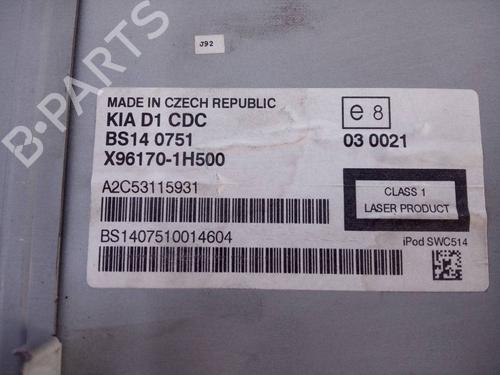 J92
MADE IN CZECH REPUBLIC
KIA D1 CDC
BS14 0751
X96170-1H500
e 8
03 0021
A2C53115931
CLASS 1
LASER PRODUCT
BS1407510014604
iPod SWC514
B-PARTS